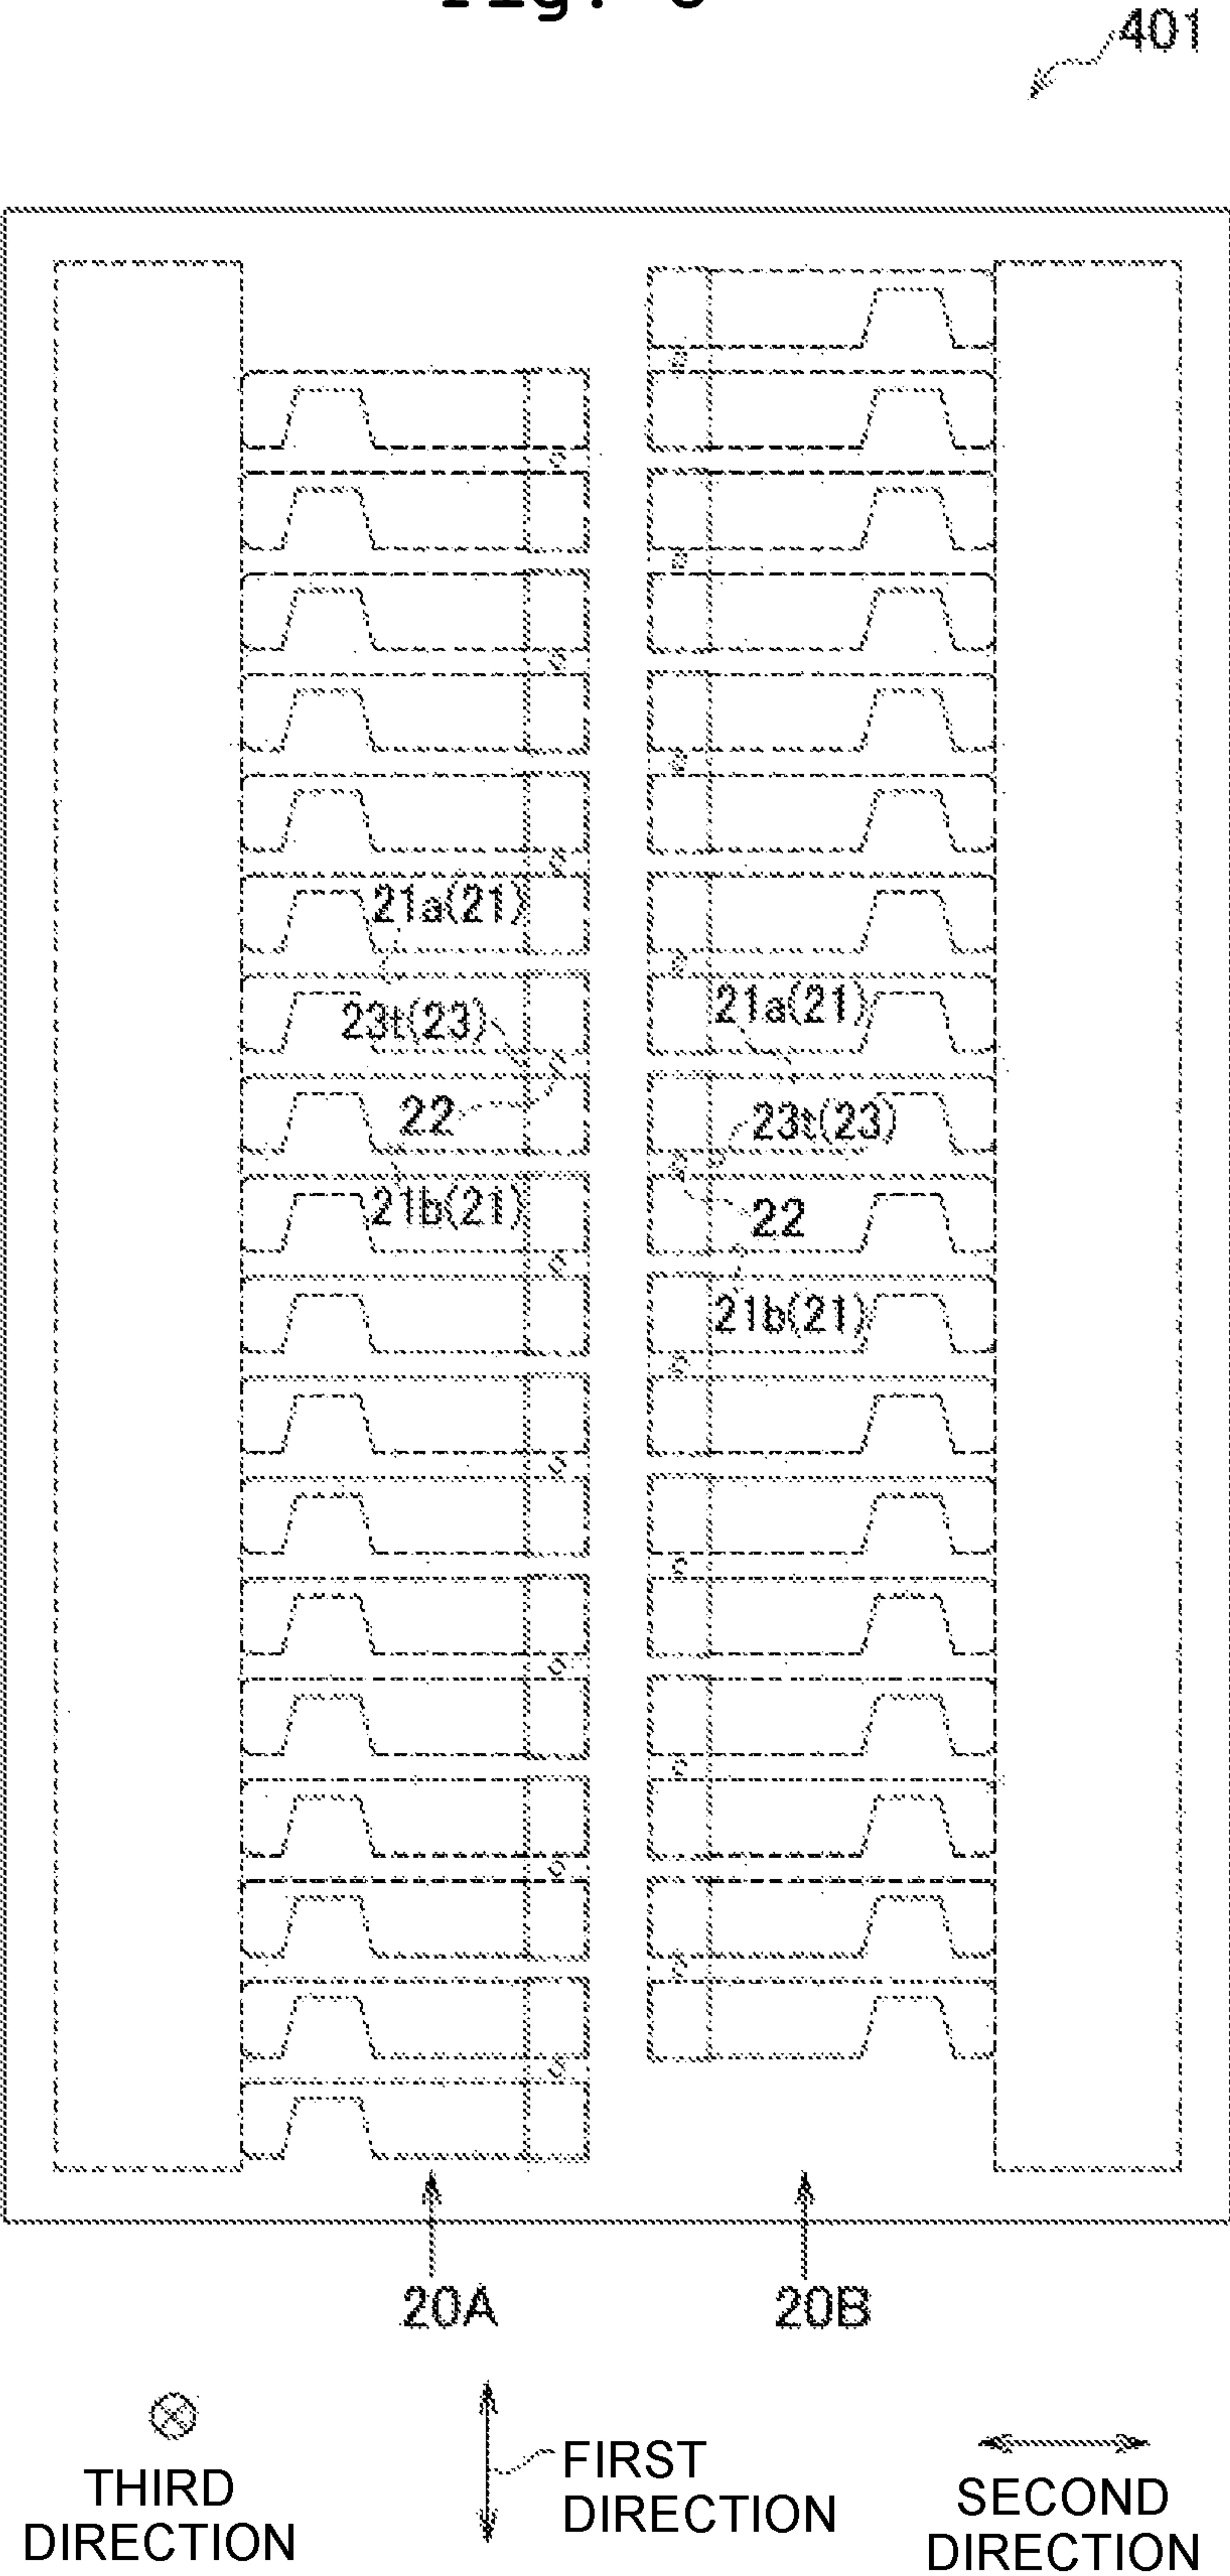 401
21a(21)
23t(23)
22
21b(21)
21a(21)
23t(23)
22
21b(21)
20A
20B
THIRD
DIRECTION
FIRST
DIRECTION
SECOND
DIRECTION